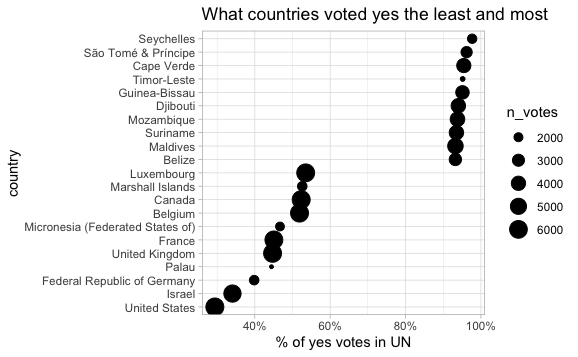 What countries voted yes the least and most
country
Seychelles
São Tomé & Príncipe
Cape Verde
Timor-Leste
Guinea-Bissau
Djibouti
Mozambique
Suriname
Maldives
Belize
Luxembourg
Marshall Islands
Canada
Belgium
Micronesia (Federated States of)
France
United Kingdom
Palau
Federal Republic of Germany
Israel
United States
40% 60% 80% 100%
% of yes votes in UN
n_votes
2000
3000
4000
5000
6000